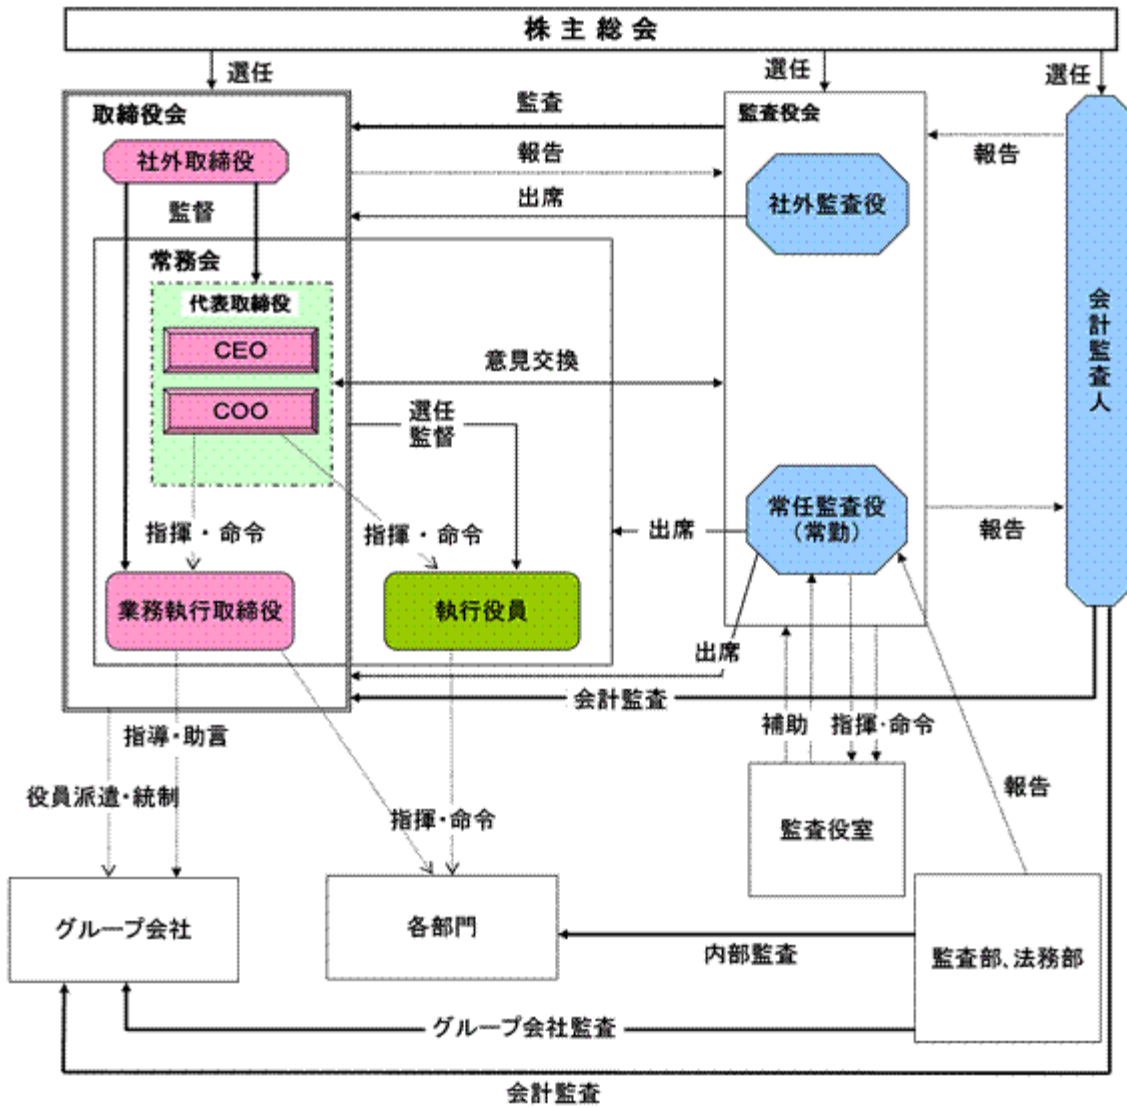 株主総会
選任
選任
選任
取締役会
監査
監査役会
社外取締役
報告
報告
監督
出席
社外監査役
常務会
代表取締役
CEO
意見交換
会計監査人
COO
選任
監督
指揮・命令
指揮・命令
出席
常任監査役
（常勤）
報告
業務執行取締役
執行役員
出席
会計監査
指導・助言
補助
指揮・命令
役員派遣・統制
指揮・命令
監査役室
報告
グループ会社
各部門
内部監査
監査部、法務部
グループ会社監査
会計監査